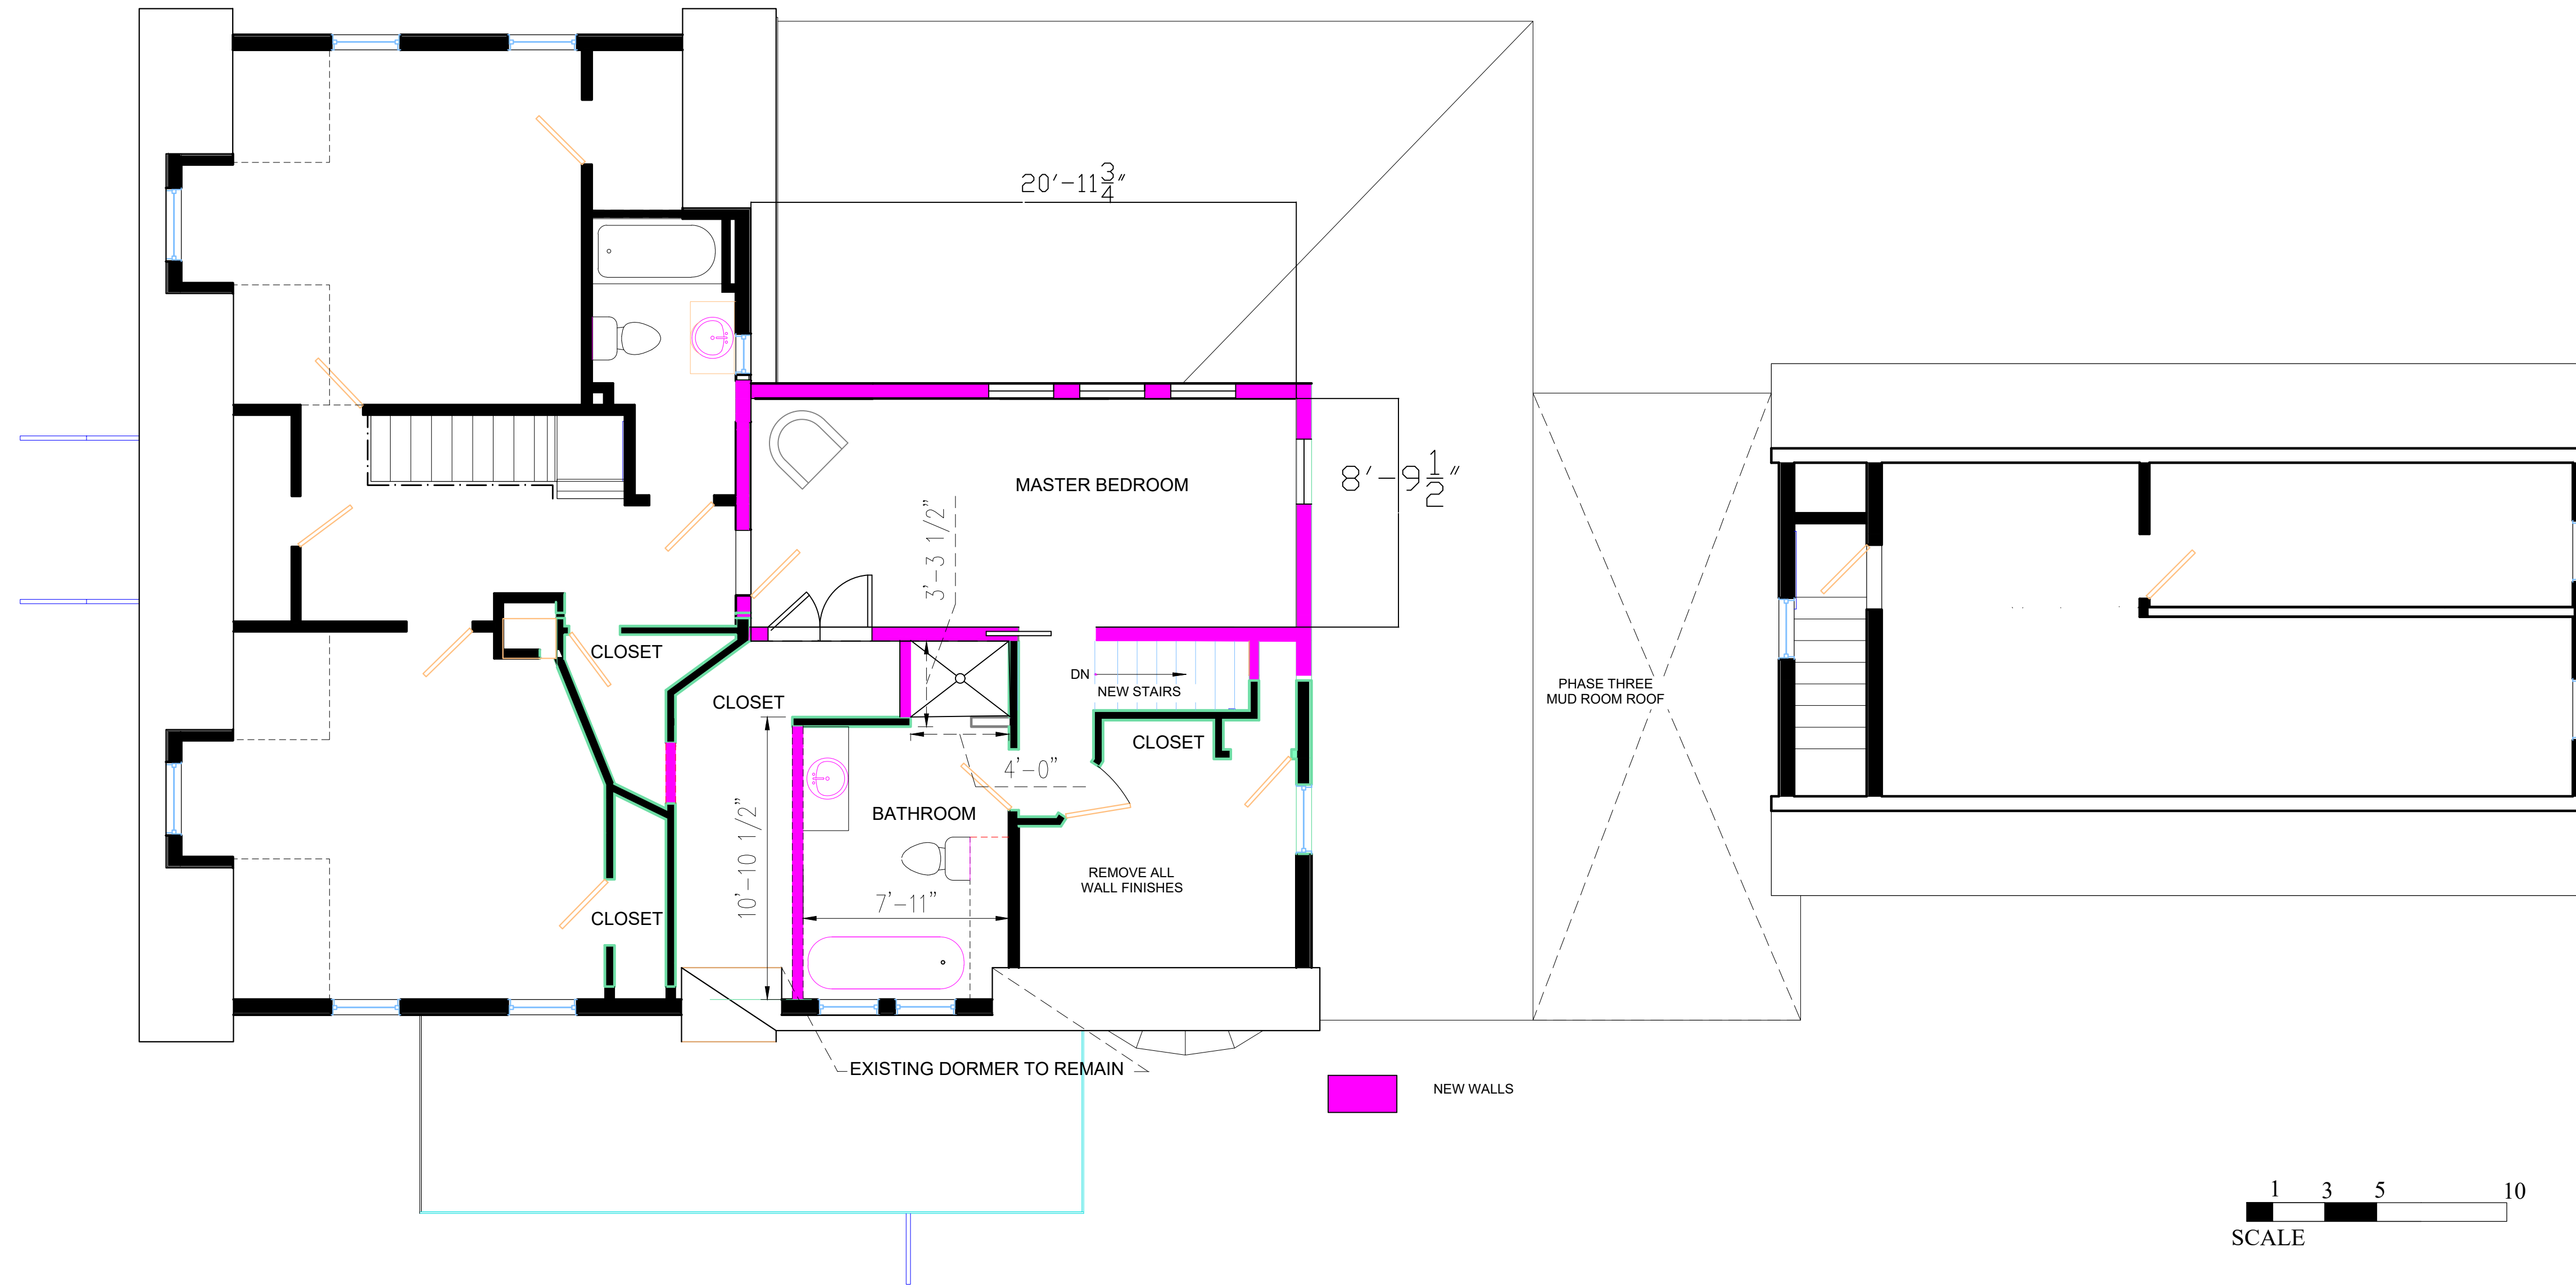 20'-11 3/4"
MASTER BEDROOM
8'-9 1/2"
3'-3 1/2"
CLOSET
CLOSET
DN
NEW STAIRS
PHASE THREE
MUD ROOM ROOF
CLOSET
4'-0"
BATHROOM
10'-10 1/2"
REMOVE ALL
WALL FINISHES
7'-11"
CLOSET
EXISTING DORMER TO REMAIN
NEW WALLS
1 3 5 10
SCALE